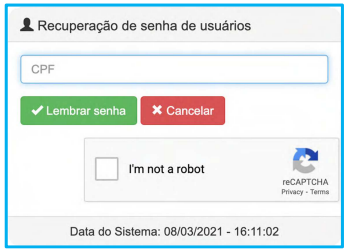 Recuperação de senha de usuários
CPF
Lembrar senha Cancelar
I'm not a robot
reCAPTCHA
Privacy - Terms
Data do Sistema: 08/03/2021 - 16:11:02